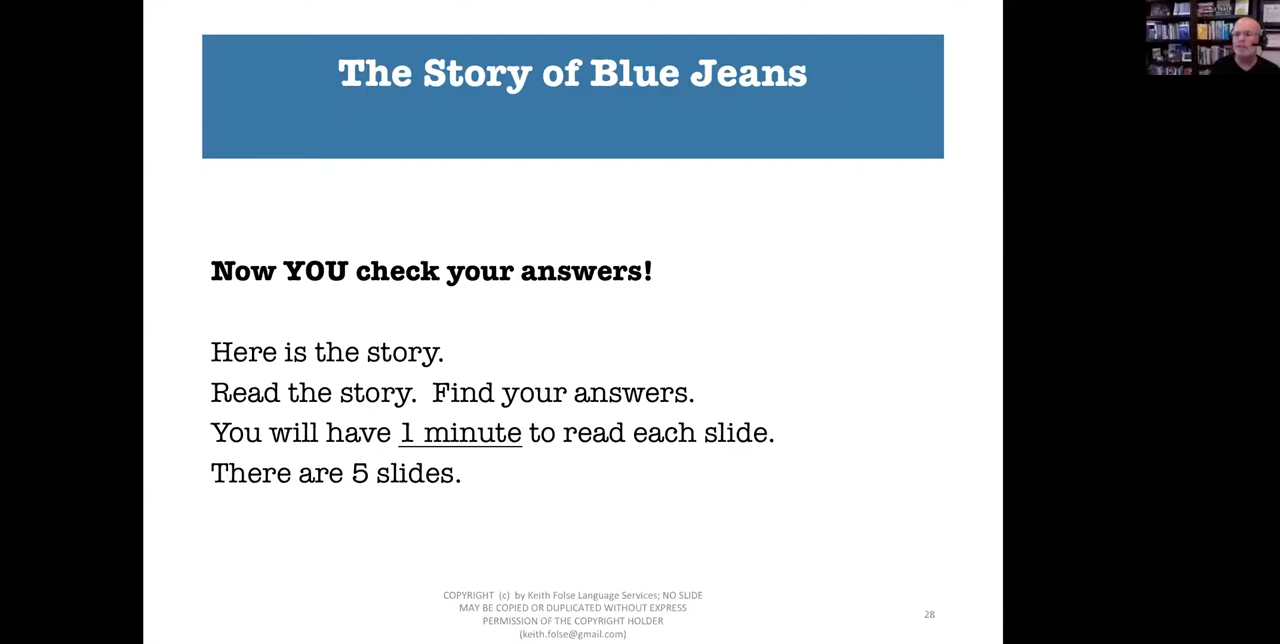 The Story of Blue Jeans
Now YOU check your answers!
Here is the story.
Read the story.  Find your answers.
You will have 1 minute to read each slide.
There are 5 slides.
COPYRIGHT (c) by Keith Folse Language Services; NO SLIDE
MAY BE COPIED OR DUPLICATED WITHOUT EXPRESS
PERMISSION OF THE COPYRIGHT HOLDER
(keith.folse@gmail.com)
28